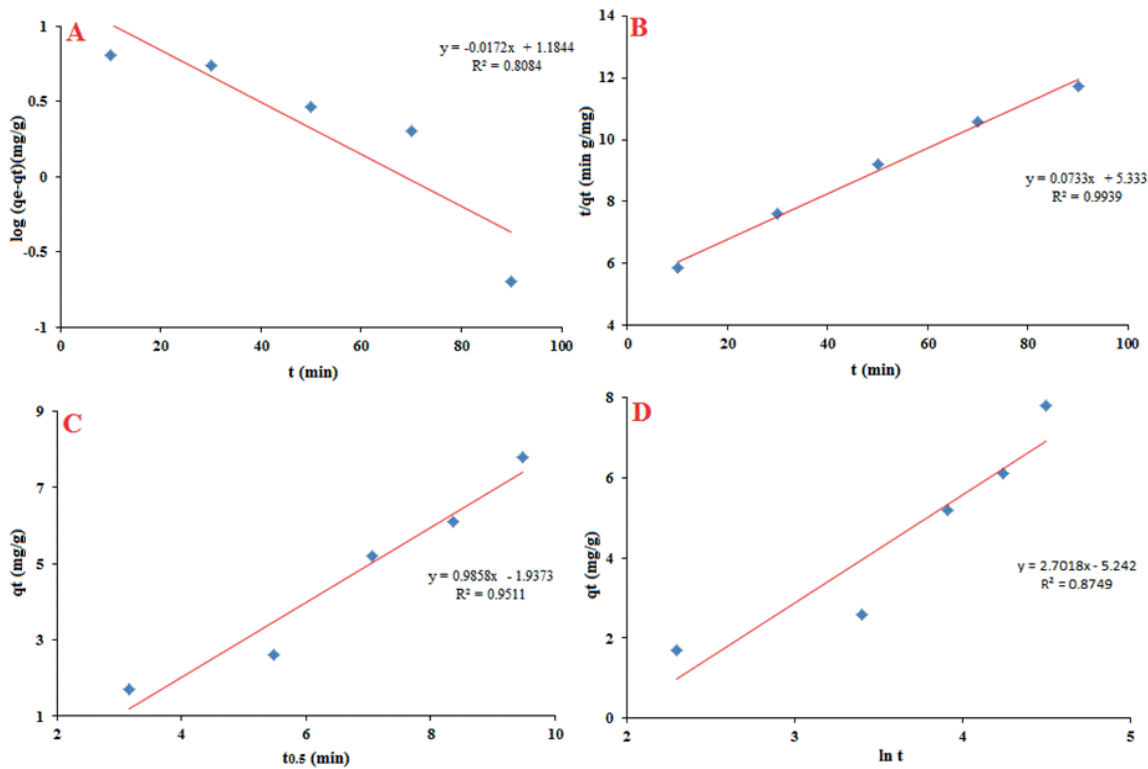 A
y = -0.0172x + 1.1844
R² = 0.8084
log (qe-qt)(mg/g)
1
0.5
0
-0.5
-1
0 20 40 60 80 100
t (min)
B
y = 0.0733x + 5.333
R² = 0.9939
t/qt (min g/mg)
14
12
10
8
6
4
0 20 40 60 80 100
t (min)
C
y = 0.9858x - 1.9373
R² = 0.9511
qt (mg/g)
9
7
5
3
1
2 4 6 8 10
t0.5 (min)
D
y = 2.7018x - 5.242
R² = 0.8749
qt (mg/g)
8
6
4
2
0
2 3 4 5
ln t